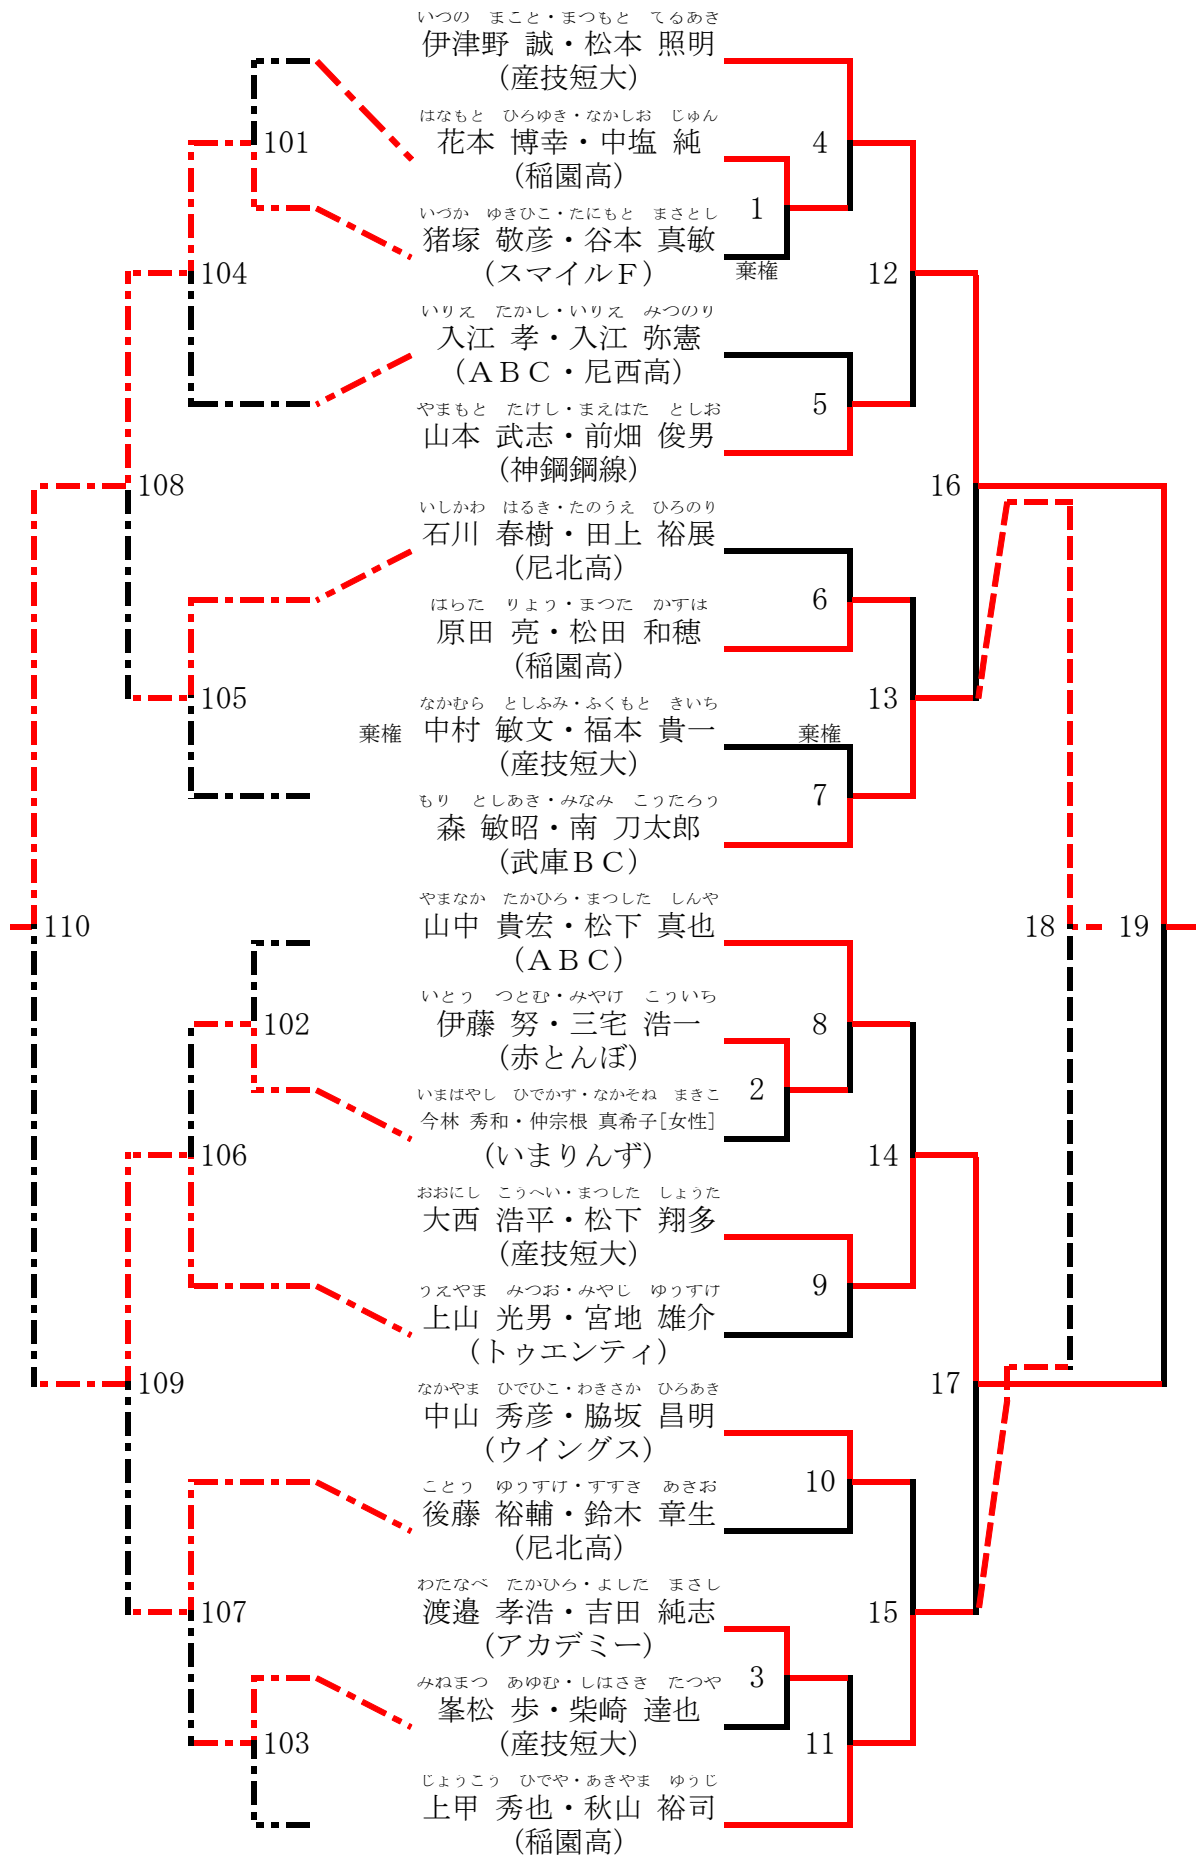 いつの まこと・まつもと てるあき
伊津野 誠・松本 照明
(産技短大)
はなもと ひろゆき・なかしお じゅん
101 花本 博幸・中塩 純 4
(稲園高)
1
いづか ゆきひこ・たにもと まさとし
猪塚 敬彦・谷本 真敏
(スマイルF) 棄権
104 12
いりえ たかし・いりえ みつのり
入江 孝・入江 弥憲
(ABC・尼西高)
5
やまもと たけし・まえはた としお
山本 武志・前畑 俊男
(神鋼鋼線)
108 16
いしかわ はるき・たのうえ ひろのり
石川 春樹・田上 裕展
(尼北高)
6
はらだ りょう・まつだ かずほ
原田 亮・松田 和穂
(稲園高)
105 13
なかむら としふみ・ふくもと きいち
棄権 中村 敏文・福本 貴一 棄権
(産技短大)
7
もり としあき・みなみ こうたろう
森 敏昭・南 刀太郎
(武庫BC)
やまなか たかひろ・まつした しんや
110 山中 貴宏・松下 真也 18 19
(ABC)
いとう つとむ・みやけ こういち
102 伊藤 努・三宅 浩一 8
(赤とんぼ)
2
いまばやし ひでかず・なかそね まきこ
今林 秀和・仲宗根 真希子[女性]
106 (いまりんず) 14
おおにし こうへい・まつした しょうた
大西 浩平・松下 翔多
(産技短大)
9
うえやま みつお・みやじ ゆうすけ
上山 光男・宮地 雄介
(トゥエンティ)
109 17
なかやま ひでひこ・わきさか ひろあき
中山 秀彦・脇坂 昌明
(ウイングス)
10
ごとう ゆうすけ・すずき あきお
後藤 裕輔・鈴木 章生
(尼北高)
わたなべ たかひろ・よしだ まさし
107 渡邉 孝浩・吉田 純志 15
(アカデミー)
3
みねまつ あゆむ・しばさき たつや
峯松 歩・柴崎 達也
103 (産技短大) 11
じょうこう ひでや・あきやま ゆうじ
上甲 秀也・秋山 裕司
(稲園高)